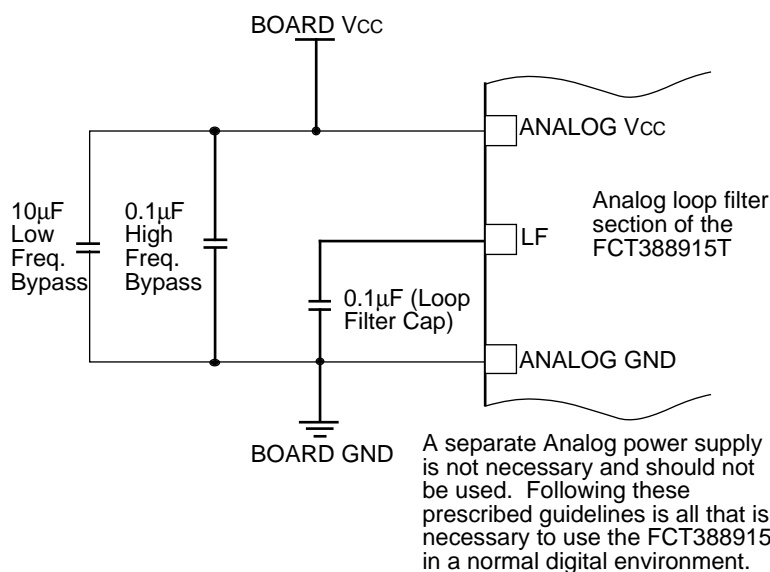 BOARD VCC
ANALOG VCC
10μF
Low
Freq.
Bypass
0.1μF
High
Freq.
Bypass
LF
Analog loop filter
section of the
FCT388915T
0.1μF (Loop
Filter Cap)
ANALOG GND
BOARD GND
A separate Analog power supply
is not necessary and should not
be used. Following these
prescribed guidelines is all that is
necessary to use the FCT388915
in a normal digital environment.